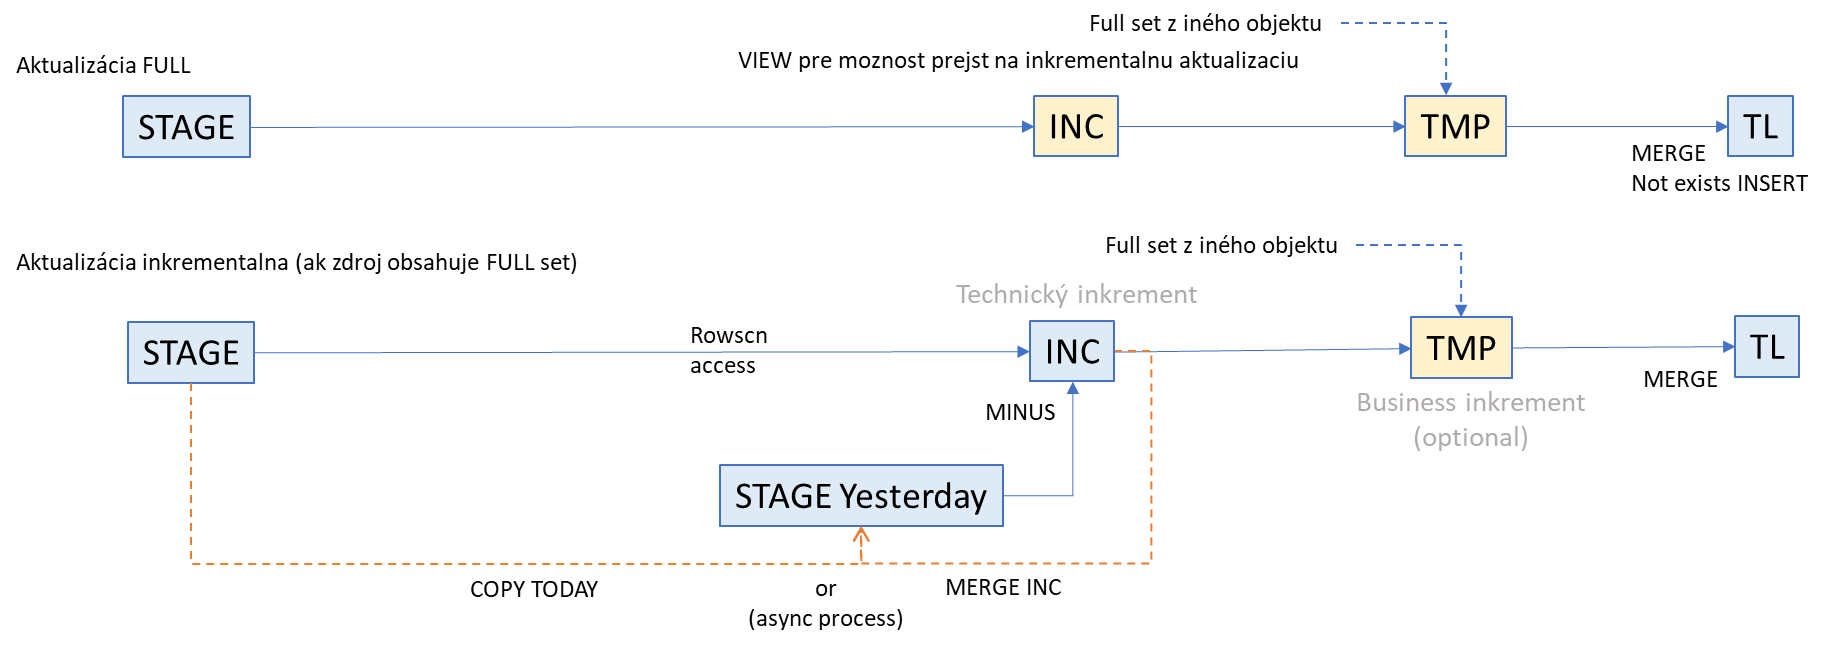 Full set z iného objektu
VIEW pre moznost prejst na inkrementalnu aktualizaciu
Aktualizácia FULL
STAGE
INC
TMP
TL
MERGE
Not exists INSERT
Full set z iného objektu
Aktualizácia inkrementalna (ak zdroj obsahuje FULL set)
Technický inkrement
STAGE
Rowscn
access
INC
TMP
TL
MERGE
MINUS
Business inkrement
(optional)
STAGE Yesterday
COPY TODAY
or
(async process)
MERGE INC